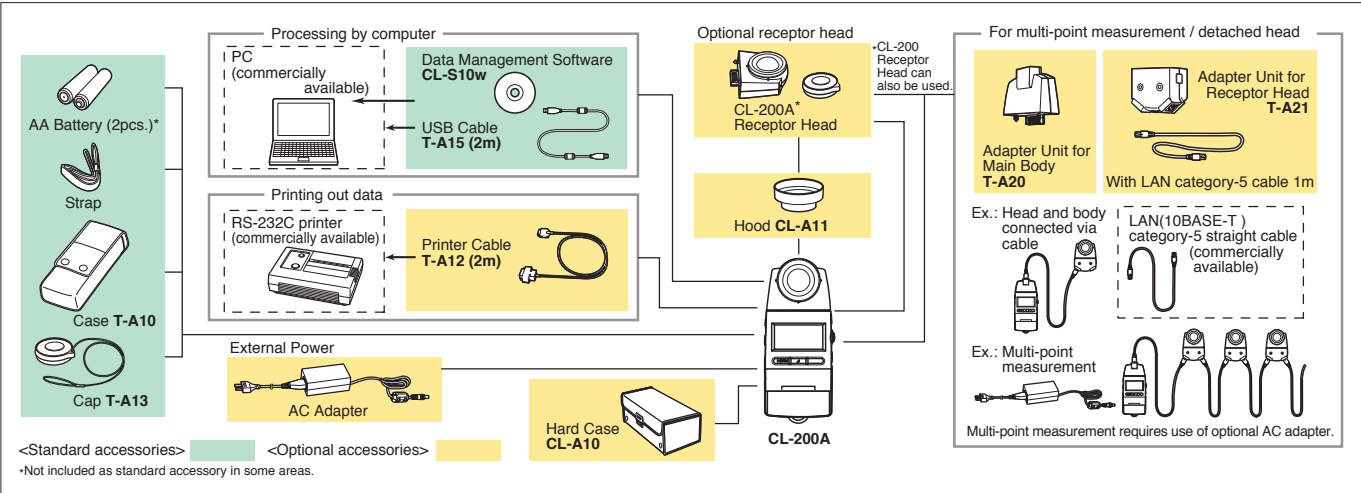 AA Battery (2pcs.)*
Strap
Case T-A10
Cap T-A13
Processing by computer
PC
(commercially
available)
Data Management Software
CL-S10w
USB Cable
T-A15 (2m)
Printing out data
RS-232C printer
(commercially available)
Printer Cable
T-A12 (2m)
External Power
AC Adapter
Hard Case
CL-A10
Optional receptor head
*CL-200
Receptor
Head can
also be used.
CL-200A*
Receptor Head
Hood CL-A11
CL-200A
For multi-point measurement / detached head
Adapter Unit for
Main Body
T-A20
Adapter Unit for
Receptor Head
T-A21
With LAN category-5 cable 1m
Ex.: Head and body
connected via
cable
LAN(10BASE-T )
category-5 straight cable
(commercially
available)
Ex.: Multi-point
measurement
Multi-point measurement requires use of optional AC adapter.
<Standard accessories>
<Optional accessories>
*Not included as standard accessory in some areas.